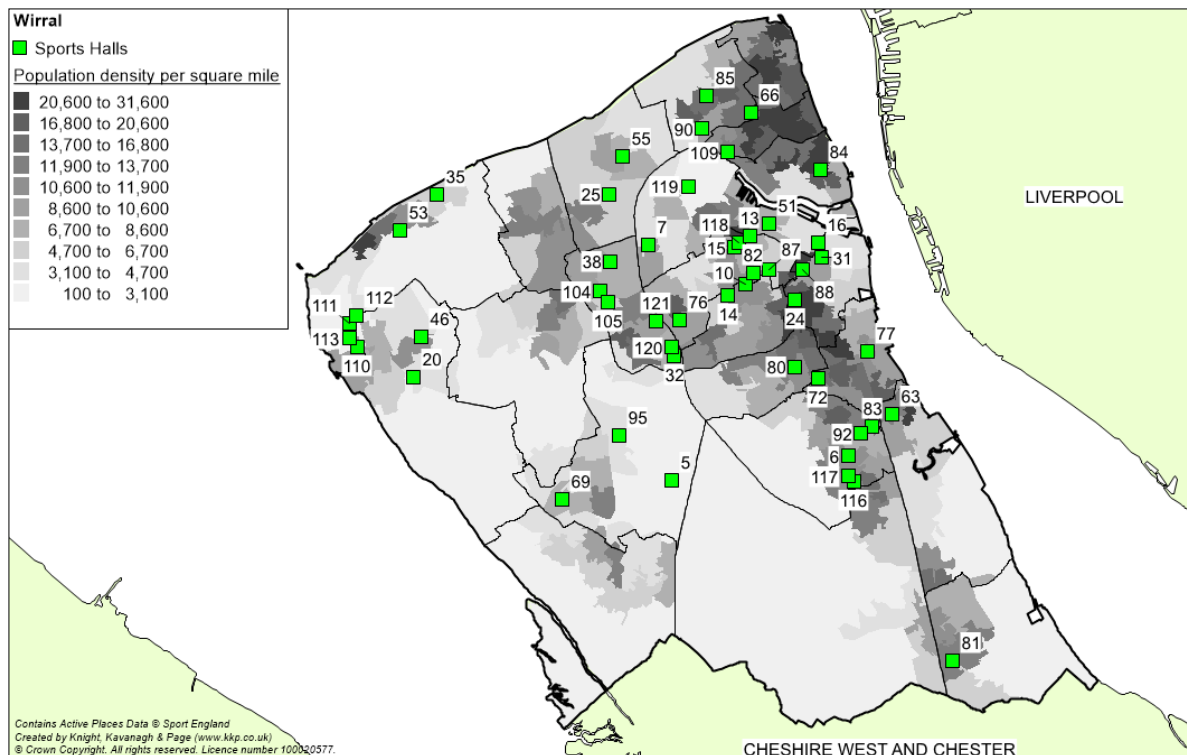 Wirral
Sports Halls
Population density per square mile
20,600 to 31,600
16,800 to 20,600
13,700 to 16,800
11,900 to 13,700
10,600 to 11,900
8,600 to 10,600
6,700 to 8,600
4,700 to 6,700
3,100 to 4,700
100 to 3,100
85
66
90
55
109
84
35
119
LIVERPOOL
25
53
51
13
118
16
7
15
82
87
31
38
10
104
88
111
112
121
76
14
24
105
46
77
113
120
110
20
80
32
72
63
83
95
92
6
5
117
69
116
81
Contains Active Places Data © Sport England
Created by Knight, Kavanagh & Page (www.kkp.co.uk)
© Crown Copyright. All rights reserved. Licence number 100020577.
CHESHIRE WEST AND CHESTER